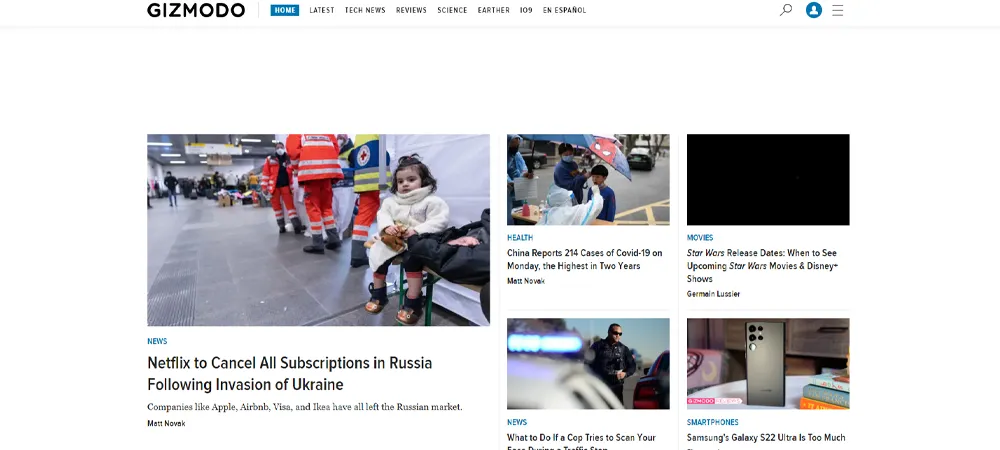 GIZMODO HOME LATEST TECH NEWS REVIEWS SCIENCE EARTHER IO9 EN ESPAÑOL
NEWS
Netflix to Cancel All Subscriptions in Russia
Following Invasion of Ukraine
Companies like Apple, Airbnb, Visa, and Ikea have all left the Russian market.
Matt Novak
HEALTH
China Reports 214 Cases of Covid-19 on
Monday, the Highest in Two Years
Matt Novak
MOVIES
Star Wars Release Dates: When to See
Upcoming Star Wars Movies & Disney+
Shows
Germain Lussier
NEWS
What to Do If a Cop Tries to Scan Your
Face During a Traffic Stop
GIZMODO
SMARTPHONES
Samsung's Galaxy S22 Ultra Is Too Much